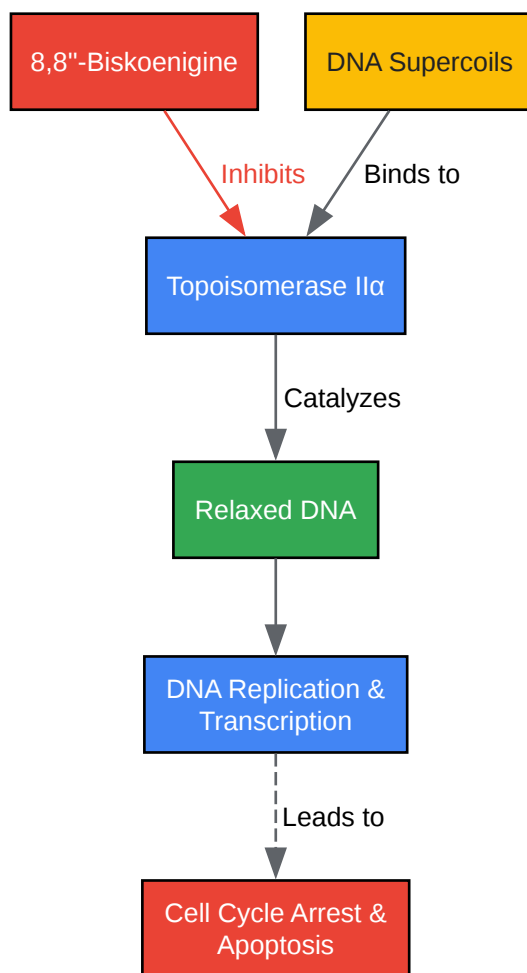 8,8"-Biskoenigine
DNA Supercoils
Inhibits
Binds to
Topoisomerase IIα
Catalyzes
Relaxed DNA
DNA Replication &
Transcription
Leads to
Cell Cycle Arrest &
Apoptosis